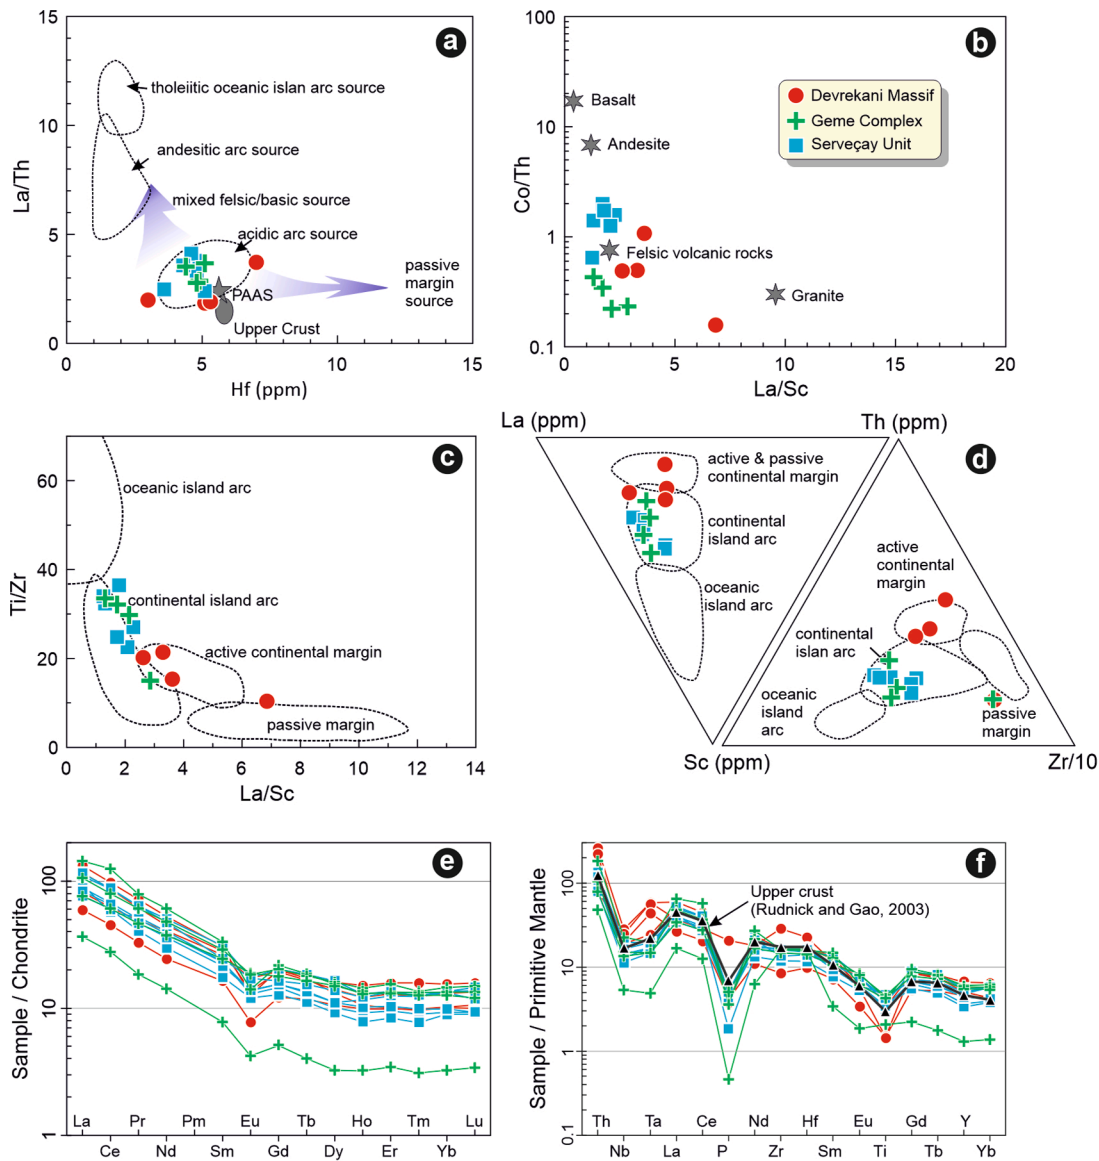 a
15
10
5
0
La/Th
tholeiitic oceanic islan arc source
andesitic arc source
mixed felsic/basic source
acidic arc source
passive
margin
source
PAAS
Upper Crust
0
5
10
15
Hf (ppm)
b
100
10
1
0.1
Co/Th
Basalt
Andesite
Felsic volcanic rocks
Granite
Devrekani Massif
Geme Complex
Serveçay Unit
0
5
10
15
20
La/Sc
c
60
40
20
0
Ti/Zr
oceanic island arc
continental island arc
active continental margin
passive margin
0
2
4
6
8
10
12
14
La/Sc
d
La (ppm)
Th (ppm)
active & passive
continental margin
continental
island arc
oceanic
island arc
Sc (ppm)
active
continental
margin
continental
islan arc
oceanic
island
arc
passive
margin
Zr/10
e
100
10
1
Sample / Chondrite
La
Ce
Pr
Nd
Pm
Sm
Eu
Gd
Tb
Dy
Ho
Er
Tm
Yb
Lu
f
100
10
1
0.1
Sample / Primitive Mantle
Upper crust
(Rudnick and Gao, 2003)
Th
Nb
Ta
La
Ce
P
Nd
Zr
Hf
Sm
Eu
Ti
Gd
Tb
Y
Yb